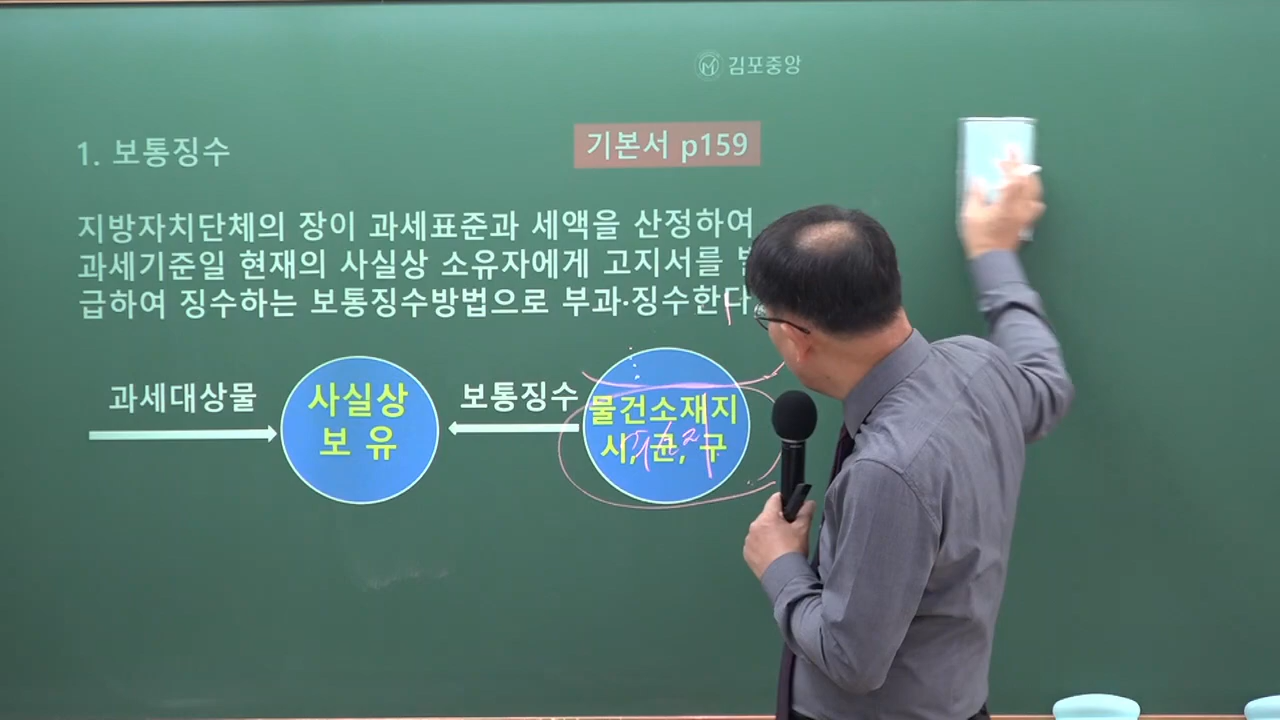 김포중앙
1. 보통징수
기본서 p159
지방자치단체의 장이 과세표준과 세액을 산정하여
과세기준일 현재의 사실상 소유자에게 고지서를
급하여 징수하는 보통징수방법으로 부과·징수한다
과세대상물
사실상
보 유
보통징수
물건소재지
시, 군, 구